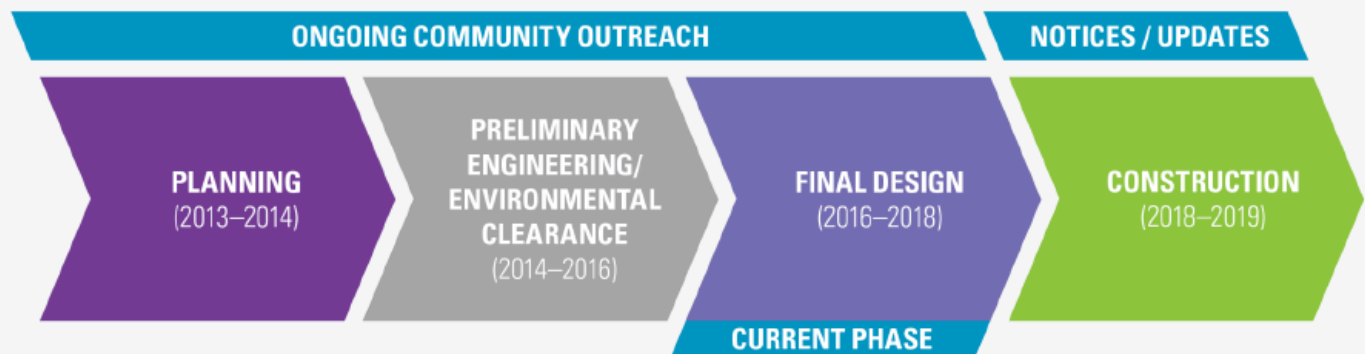 ONGOING COMMUNITY OUTREACH
NOTICES / UPDATES
PLANNING
(2013–2014)
PRELIMINARY
ENGINEERING/
ENVIRONMENTAL
CLEARANCE
(2014–2016)
FINAL DESIGN
(2016–2018)
CONSTRUCTION
(2018–2019)
CURRENT PHASE